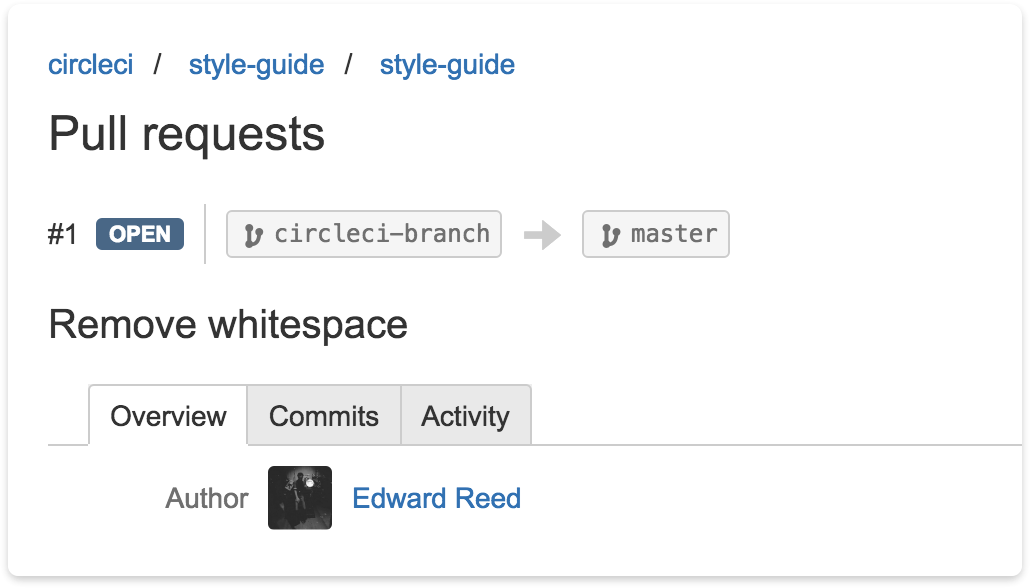 circleci / style-guide / style-guide
Pull requests
#1 OPEN circleci-branch master
Remove whitespace
Overview Commits Activity
Author Edward Reed